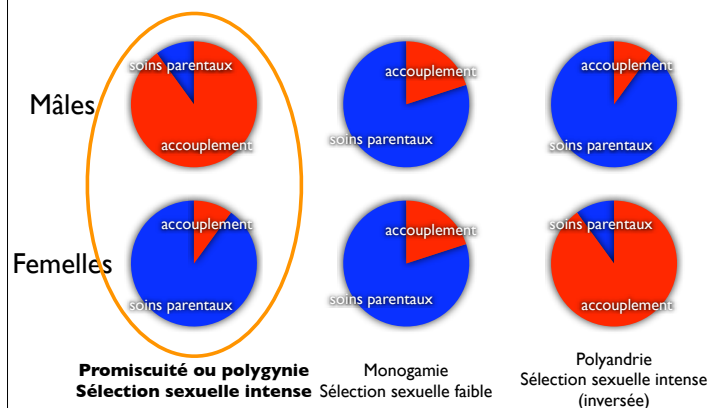 soins parentaux
accouplement
accouplement
Mâles
accouplement
soins parentaux
soins parentaux
accouplement
accouplement
soins parentaux
Femelles
accouplement
soins parentaux
soins parentaux
accouplement
Promiscuité ou polygynie
Sélection sexuelle intense
Monogamie
Sélection sexuelle faible
Polyandrie
Sélection sexuelle intense
(inversée)